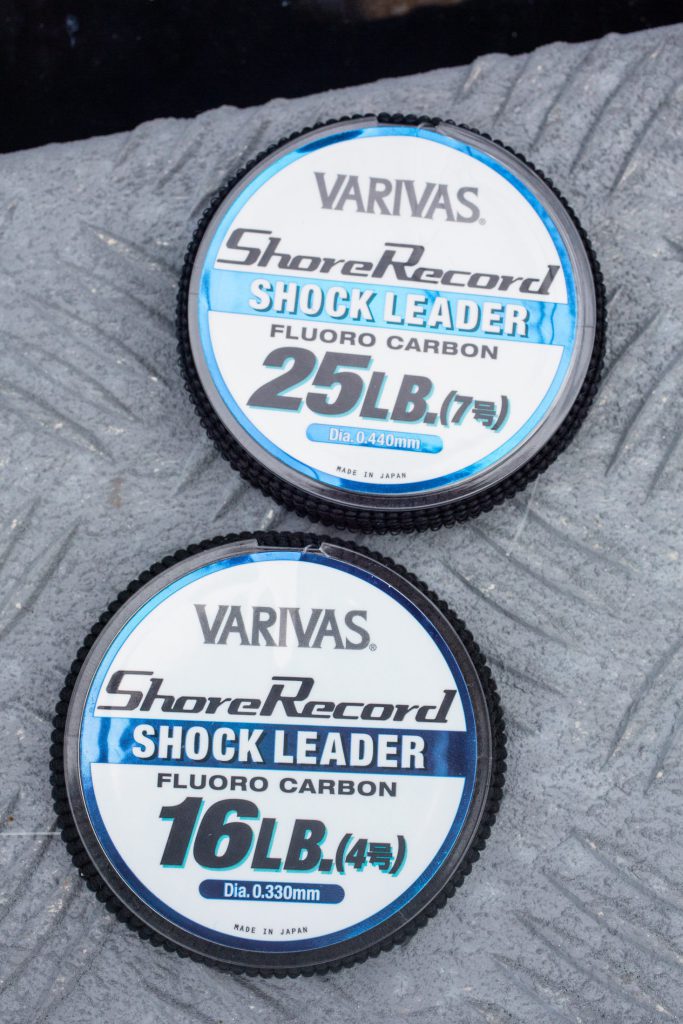 VARIVAS®
ShoreRecord
SHOCK LEADER
FLUORO CARBON
25LB.(7号)
Dia.0.440mm
MADE IN JAPAN
VARIVAS®
ShoreRecord
SHOCK LEADER
FLUORO CARBON
16LB.(4号)
Dia.0.330mm
MADE IN JAPAN